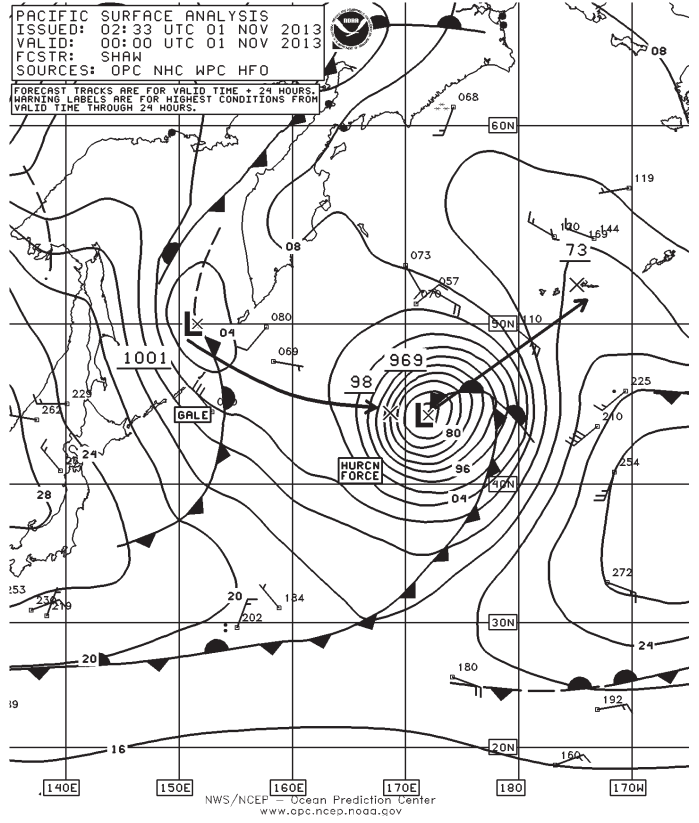 PACIFIC SURFACE ANALYSIS
ISSUED: 02:33 UTC 01 NOV 2013
VALID: 00:00 UTC 01 NOV 2013
FCSTR: SHAW
SOURCES: OPC NHC WPC HFO
NOAA
FORECAST TRACKS ARE FOR VALID TIME + 24 HOURS.
WARNING LABELS ARE FOR HIGHEST CONDITIONS FROM
VALID TIME THROUGH 24 HOURS.
08
068
60N
119
144
120
169
08
73
073
057
070
110
50N
L
04
080
1001
069
969
98
GALE
L
80
HURCN
FORCE
96
04
40N
225
210
254
229
262
24
28
272
253
230
219
20
184
202
30N
24
20
180
192
39
16
20N
160
140E
150E
160E
170E
180
170W
NWS/NCEP – Ocean Prediction Center
www.opc.ncep.noaa.gov